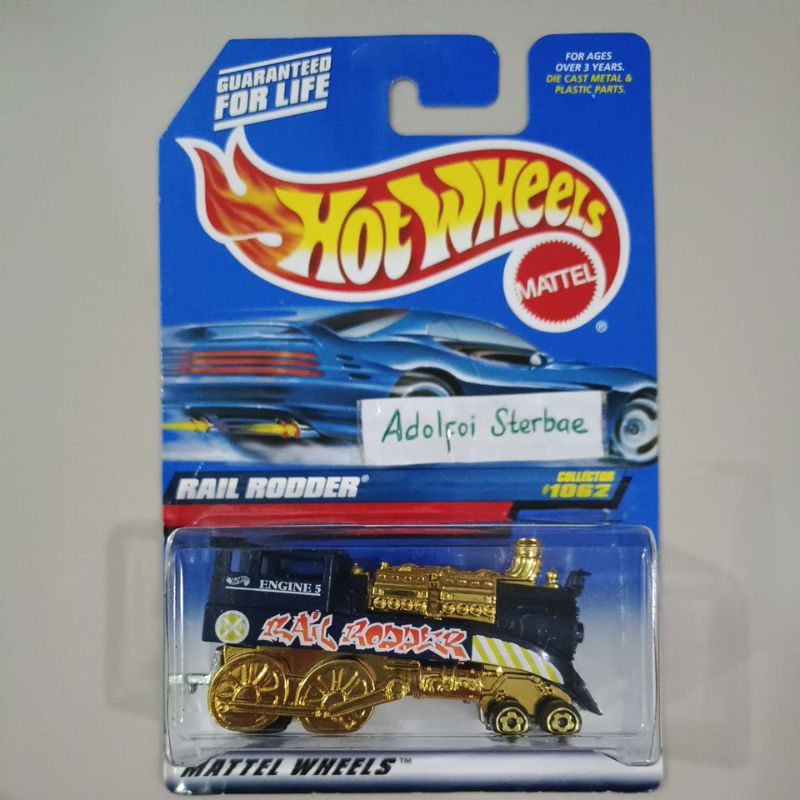 GUARANTEED
FOR LIFE
FOR AGES
OVER 3 YEARS.
DIE CAST METAL &
PLASTIC PARTS.
HOT WHEELS
MATTEL
®
Adolfoi Sterbae
RAIL RODDER®
COLLECTOR
#1062
ENGINE 5
RAIL RODDER
MATTEL WHEELS™